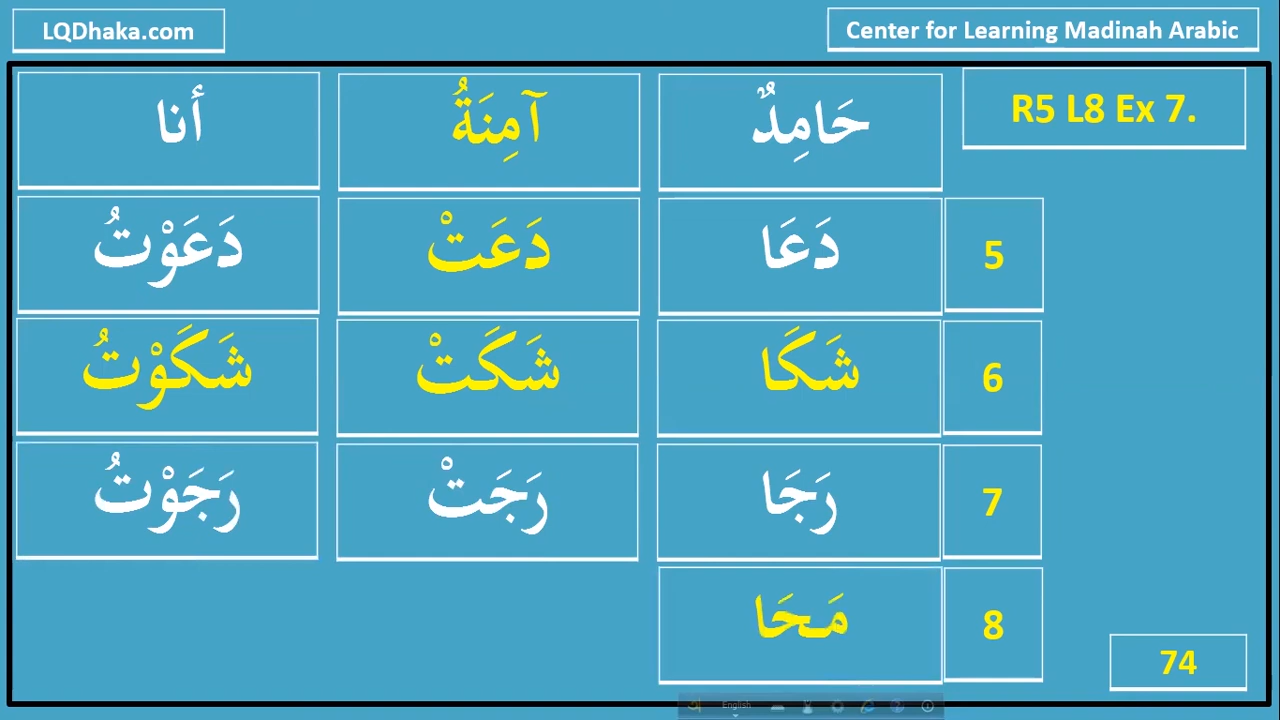 LQDhaka.com
Center for Learning Madinah Arabic
R5 L8 Ex 7.
حَامِدٌ آمِنَةُ أنا
5 دَعَا دَعَتْ دَعَوْتُ
6 شَكَا شَكَتْ شَكَوْتُ
7 رَجَا رَجَتْ رَجَوْتُ
8 مَحَا
74
English